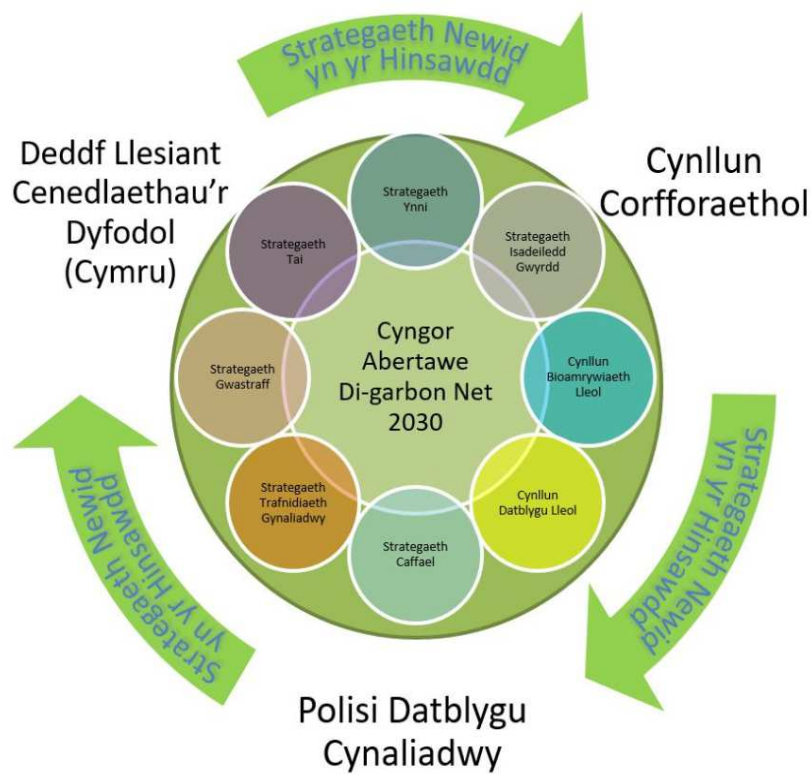 Strategaeth Newid
yn yr Hinsawdd
Deddf Llesiant
Cenedlaethau’r
Dyfodol
(Cymru)
Cynllun
Corfforaethol
Strategaeth
Ynni
Strategaeth
Tai
Strategaeth
Isadeiledd
Gwyrdd
Strategaeth
Gwastraff
Cyngor
Abertawe
Di-garbon Net
2030
Cynllun
Bioamrywiaeth
Lleol
Strategaeth
Trafnidiaeth
Gynaliadwy
Cynllun
Datblygu Lleol
Strategaeth
Caffael
Strategaeth Newid
yn yr Hinsawdd
Strategaeth Newid
yn yr Hinsawdd
Polisi Datblygu
Cynaliadwy